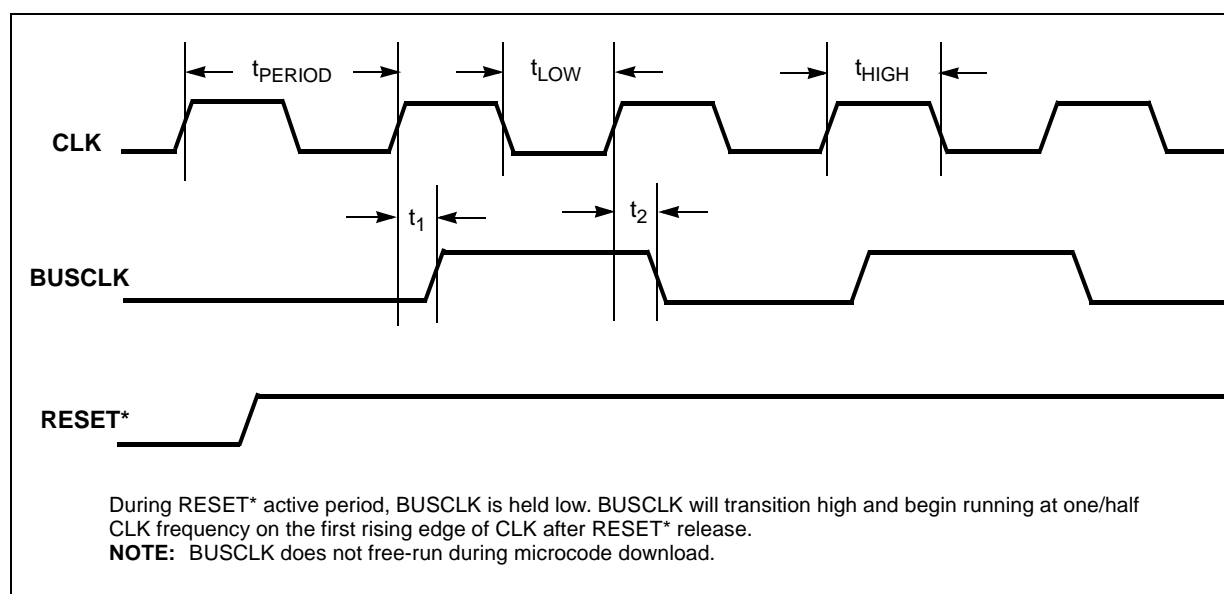 tPERIOD tLOW tHIGH
CLK
t1 t2
BUSCLK
RESET*
During RESET* active period, BUSCLK is held low. BUSCLK will transition high and begin running at one/half
CLK frequency on the first rising edge of CLK after RESET* release.
NOTE: BUSCLK does not free-run during microcode download.